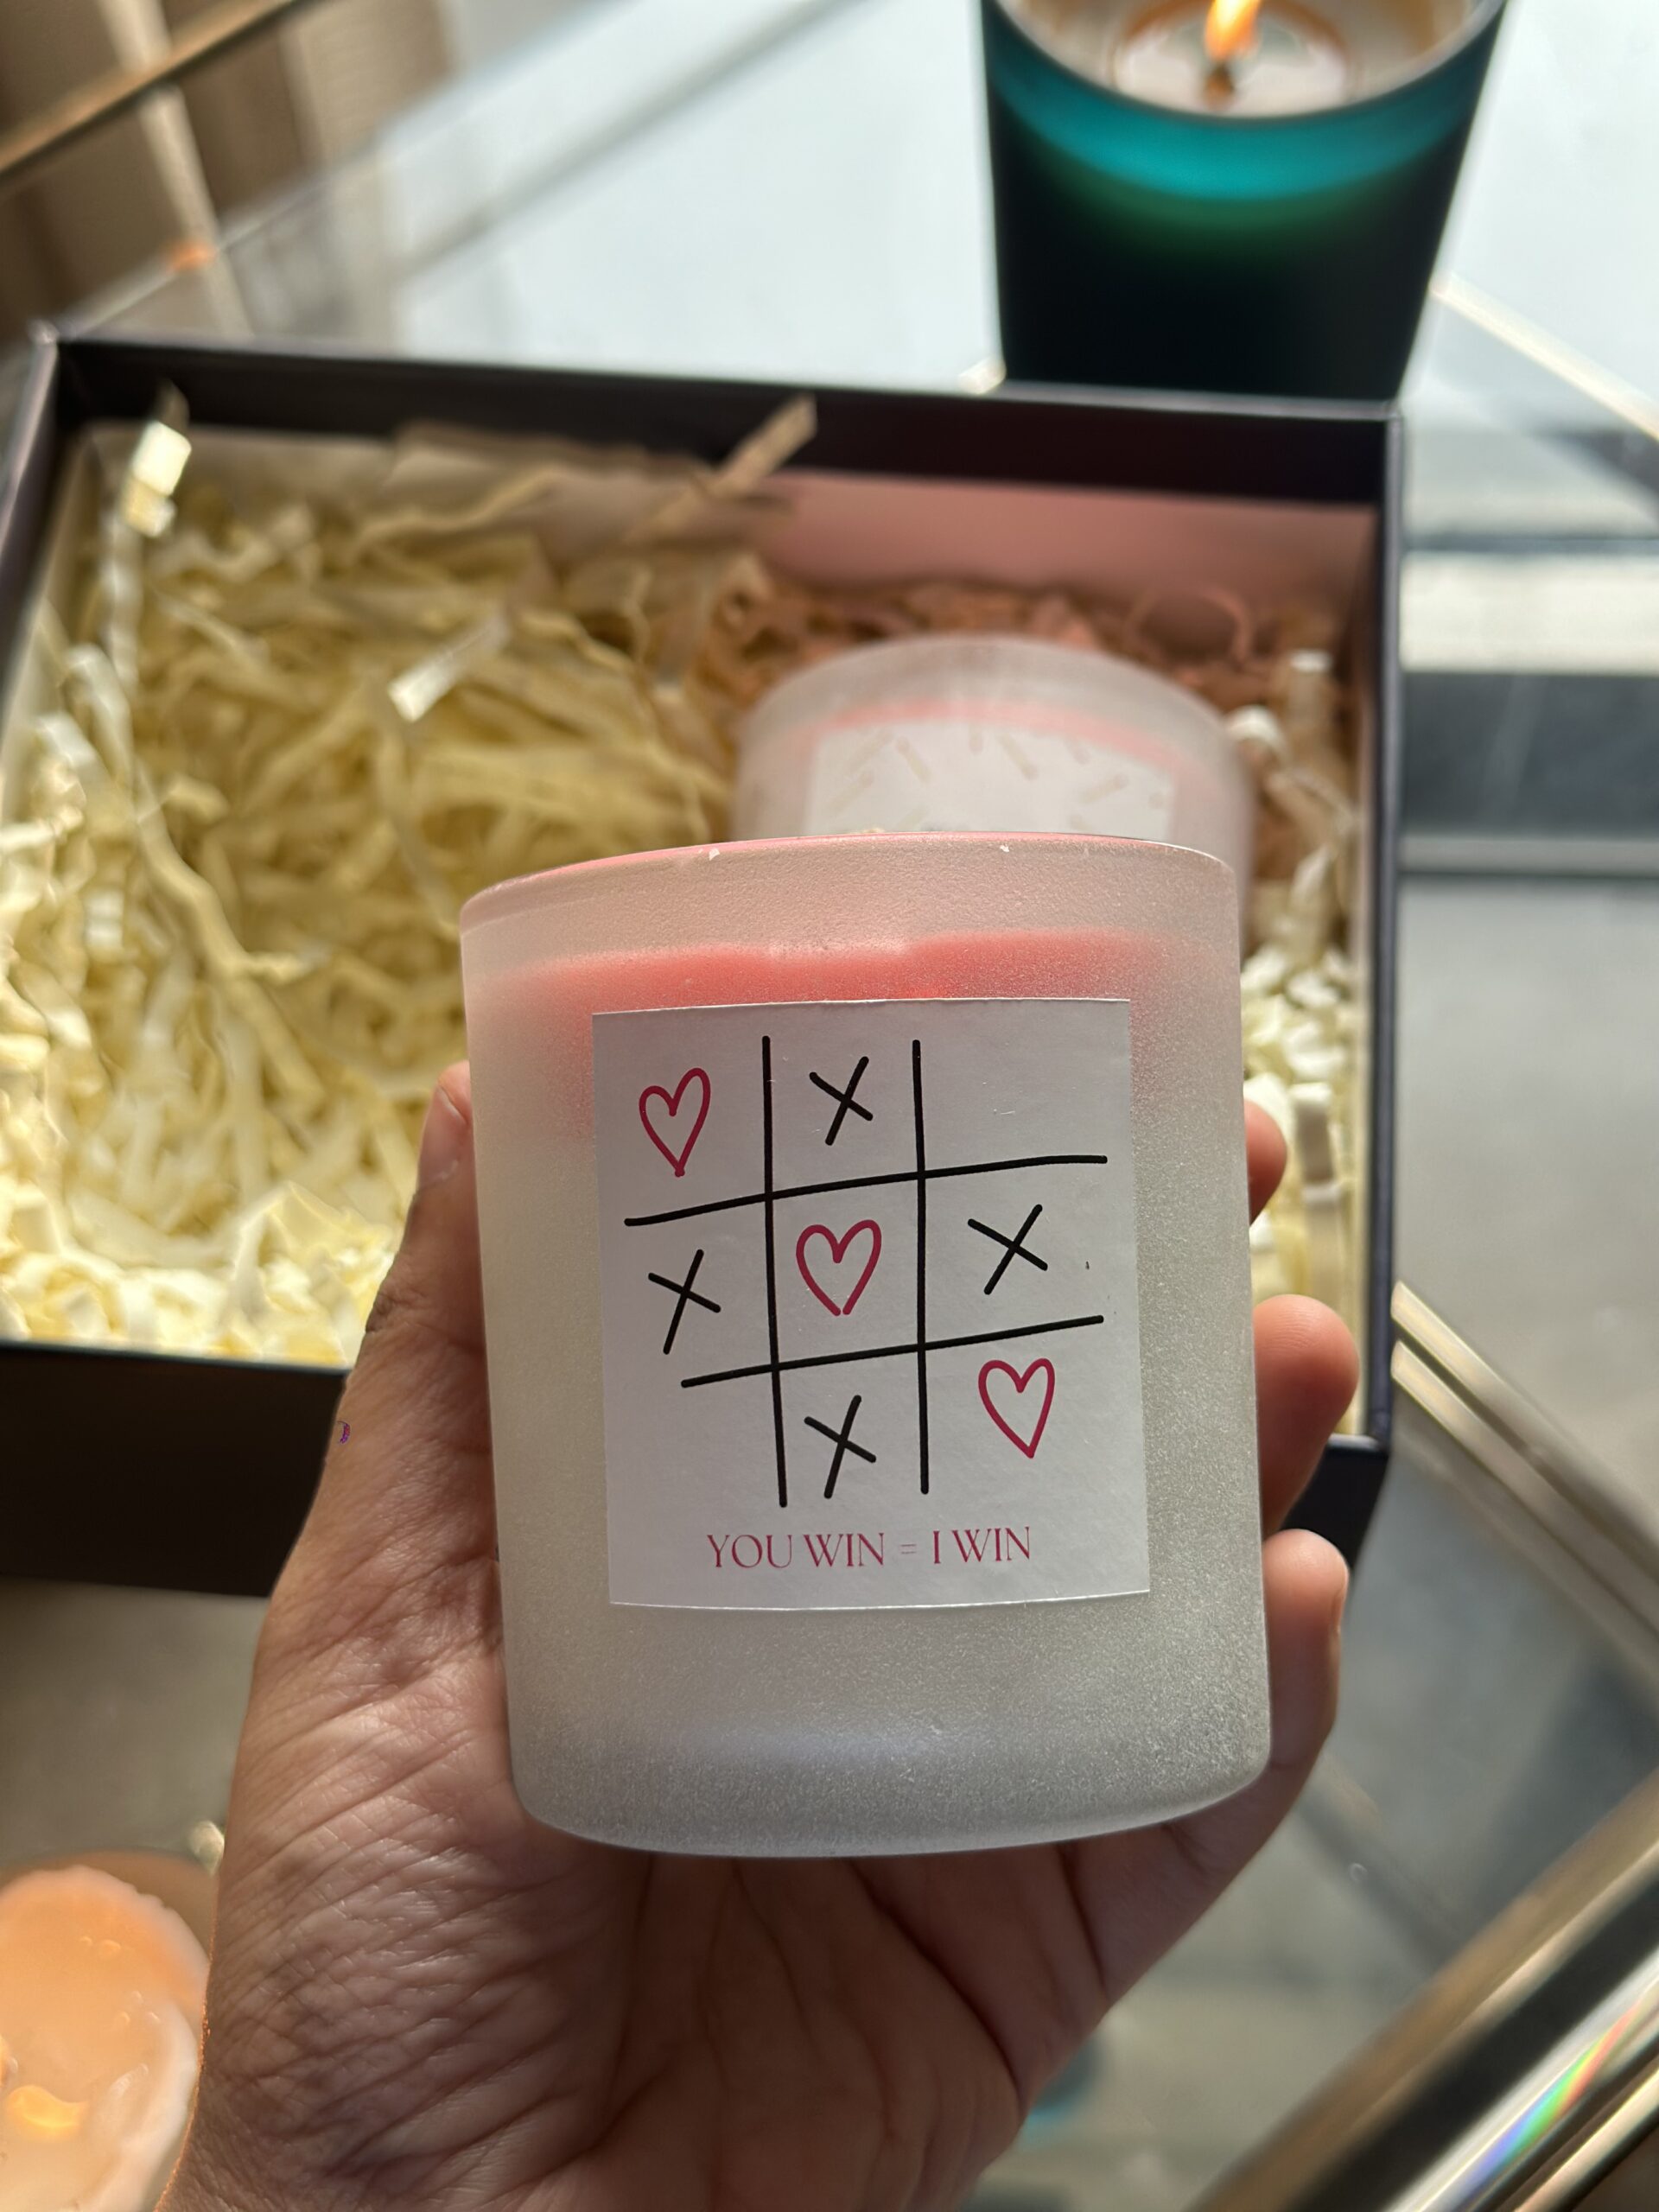 X
X X
X
YOU WIN = I WIN